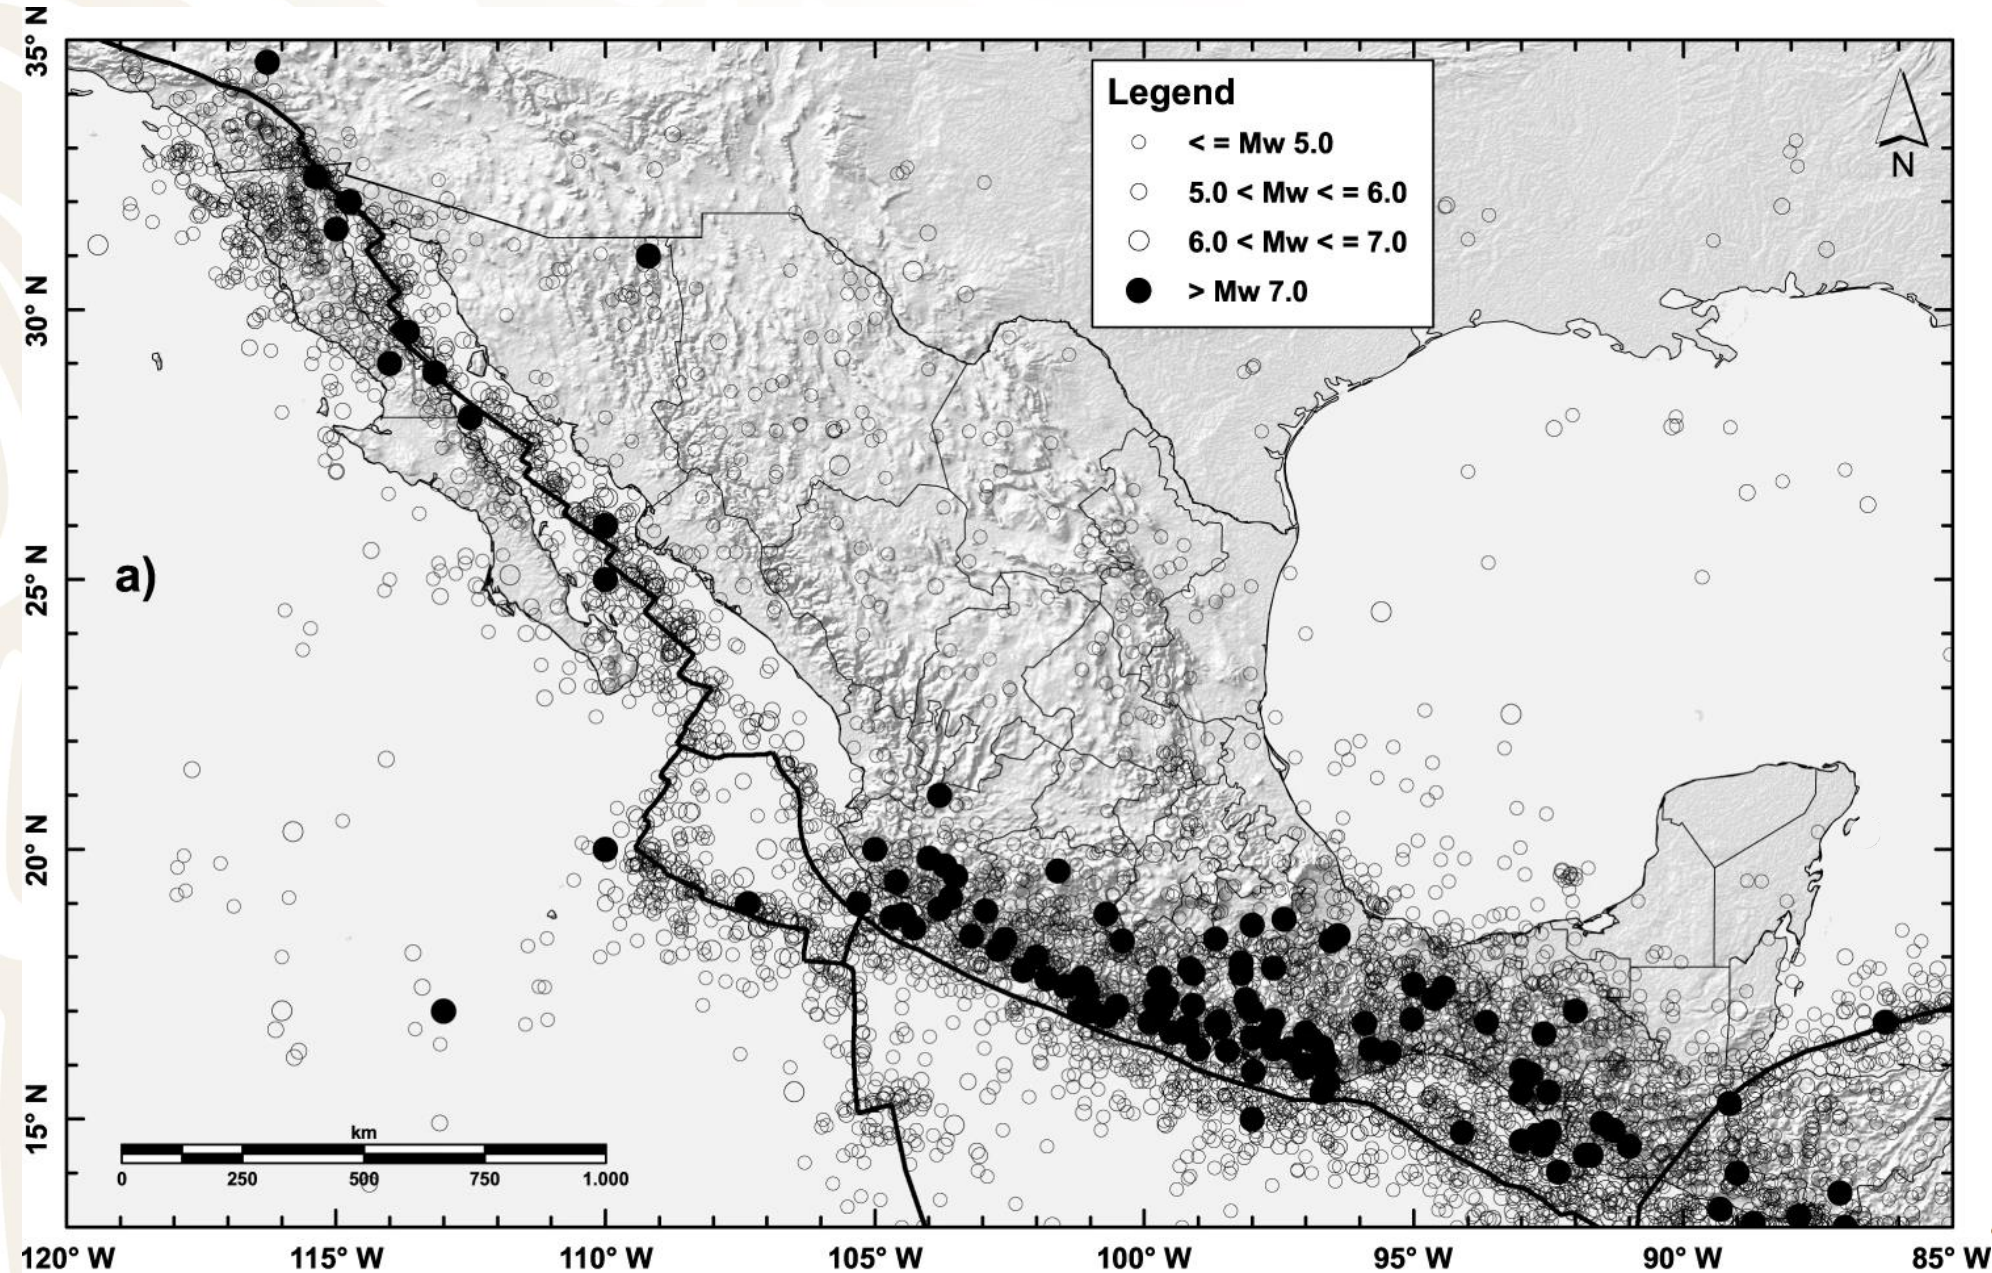 35° N
30° N
25° N
20° N
15° N
a)
Legend
< = Mw 5.0
5.0 < Mw < = 6.0
6.0 < Mw < = 7.0
> Mw 7.0
N
km
0 250 500 750 1.000
120° W 115° W 110° W 105° W 100° W 95° W 90° W 85° W